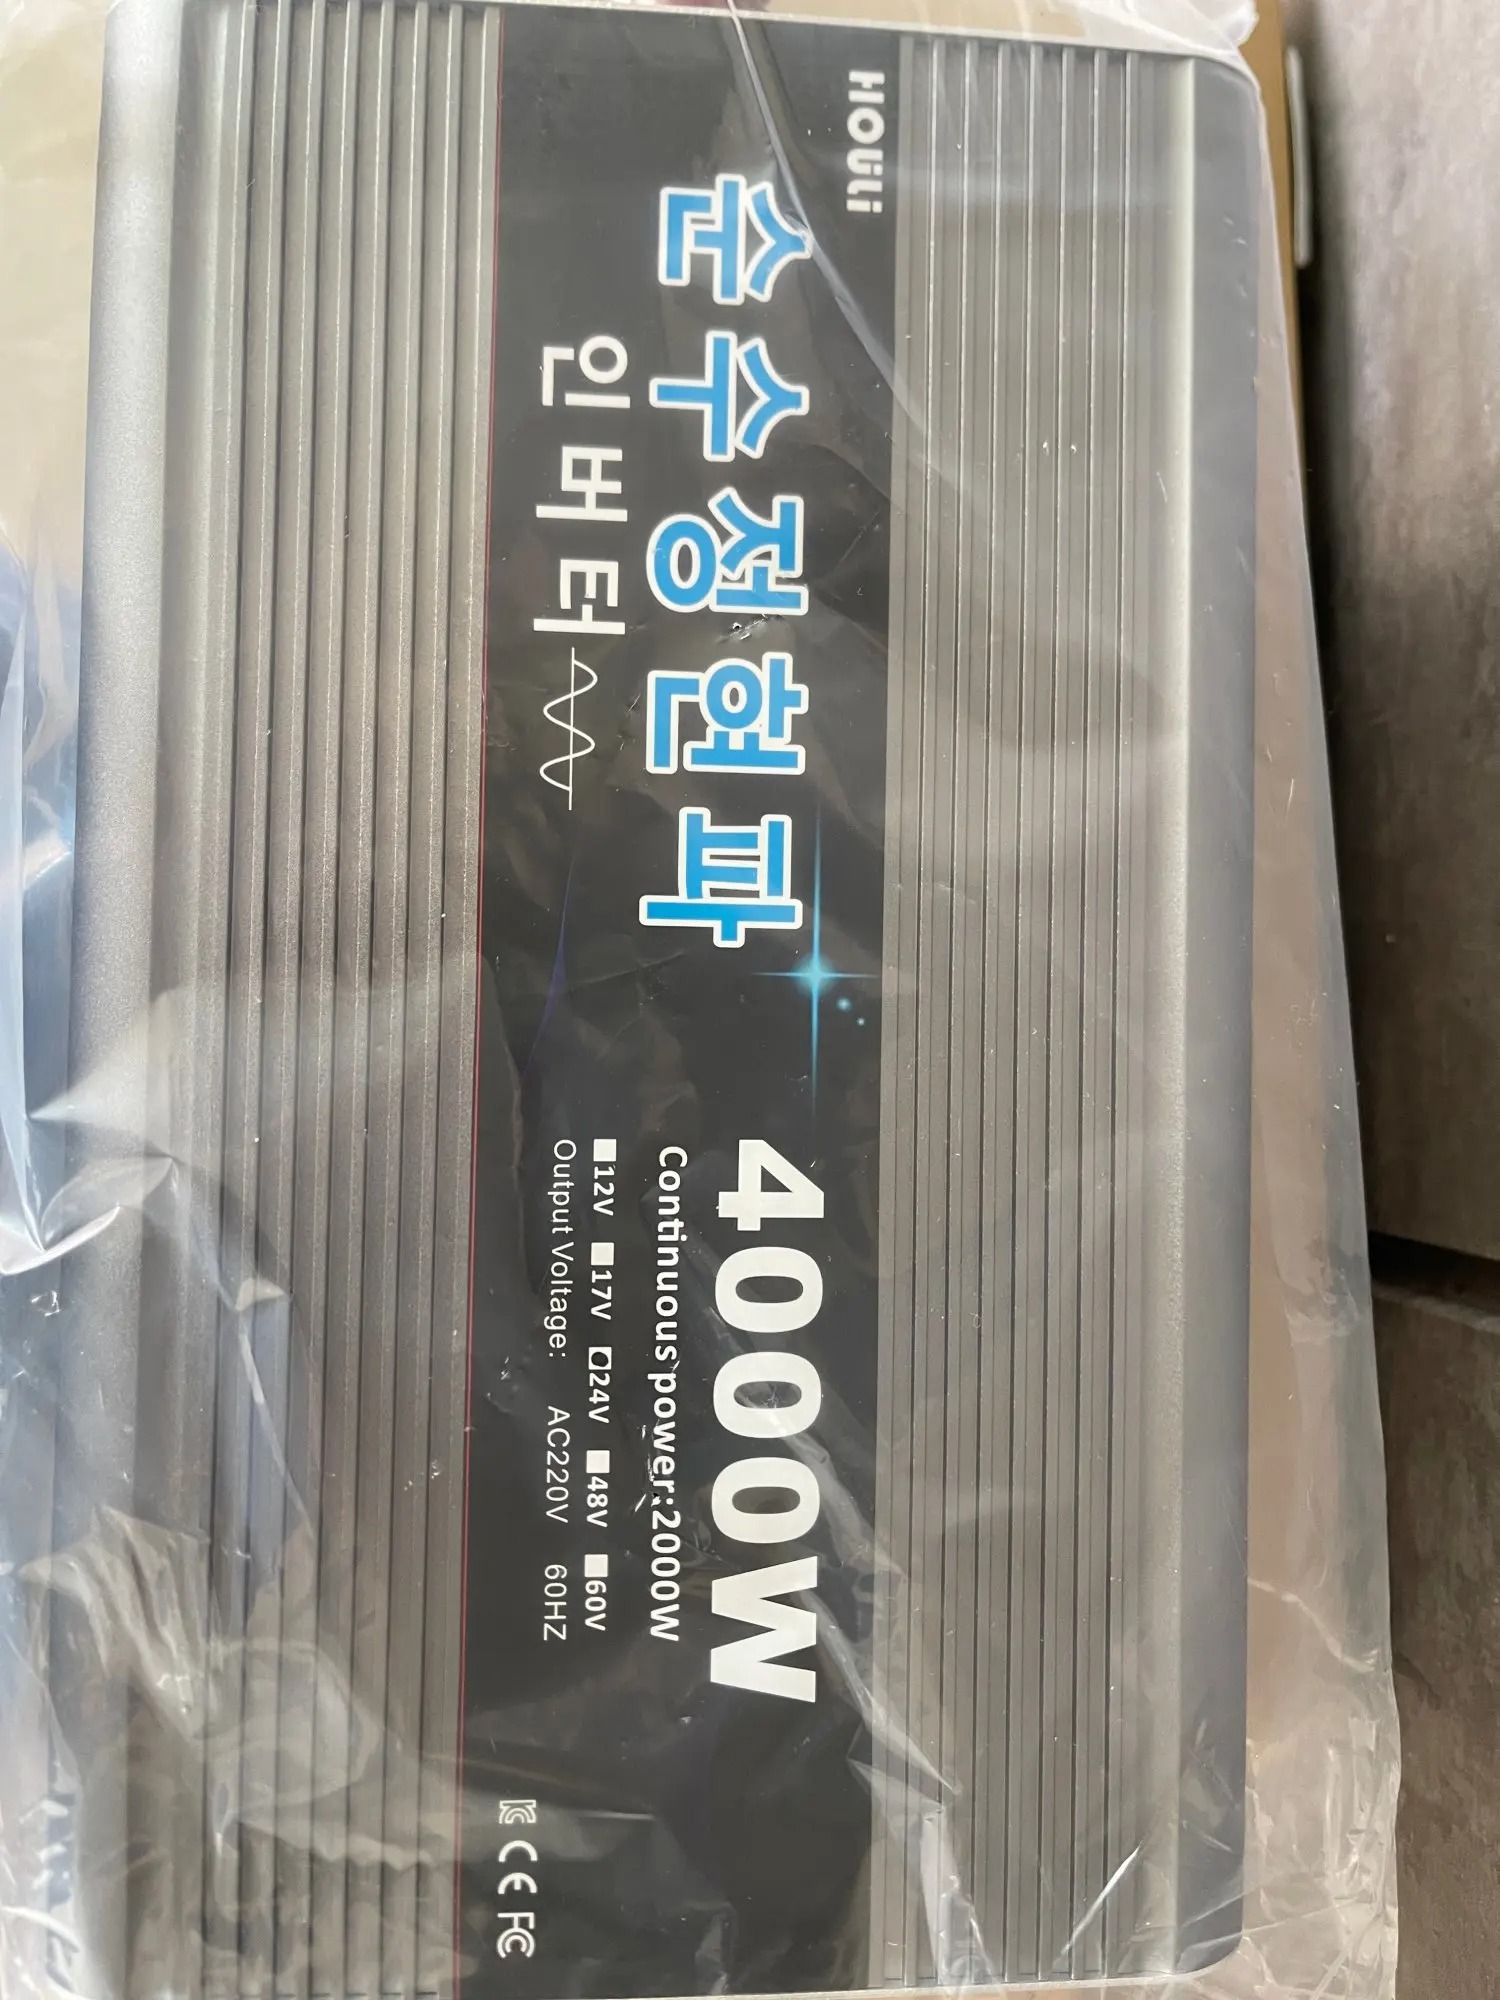 HOULI
순수정현파
인버터
4000W
Continuous power:2000W
12V 17V 24V 48V 60V
Output Voltage: AC220V 60HZ
KC CE FC